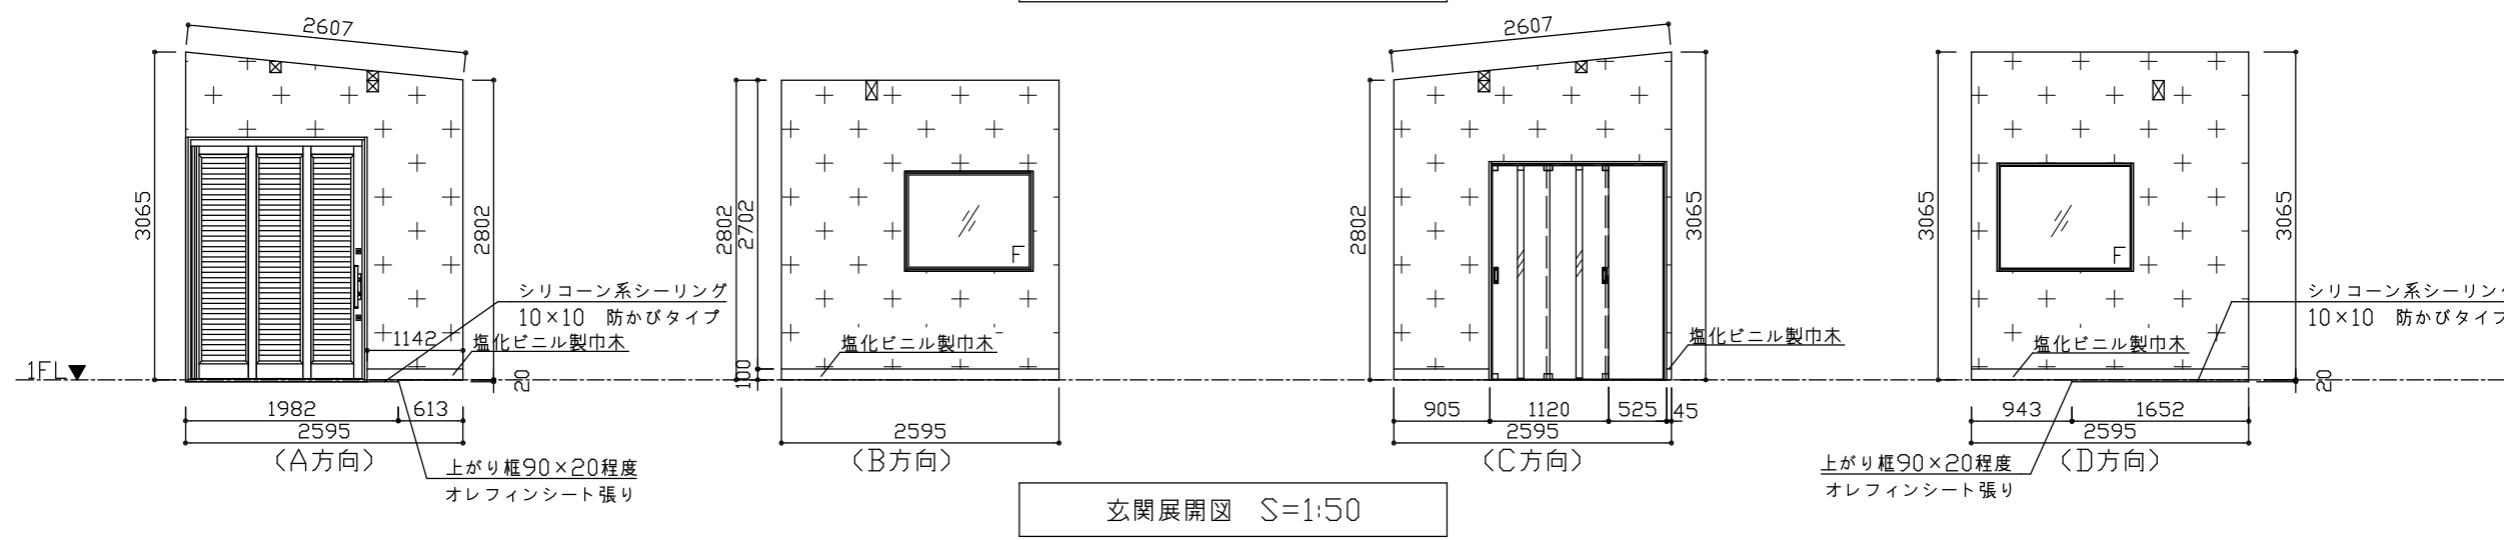 2607
3065
2802
1142
シリコーン系シーリング
10×10 防かびタイプ
塩化ビニル製巾木
1FL
20
1982
613
2595
(A方向)
上がり框90×20程度
オレフィンシート張り
2802
2702
100
F
塩化ビニル製巾木
2595
(B方向)
2607
2802
3065
塩化ビニル製巾木
905
1120
525
45
2595
(C方向)
3065
3065
F
シリコーン系シーリン
10×10 防かびタイプ
塩化ビニル製巾木
20
943
1652
2595
(D方向)
上がり框90×20程度
オレフィンシート張り
玄関展開図 S=1:50